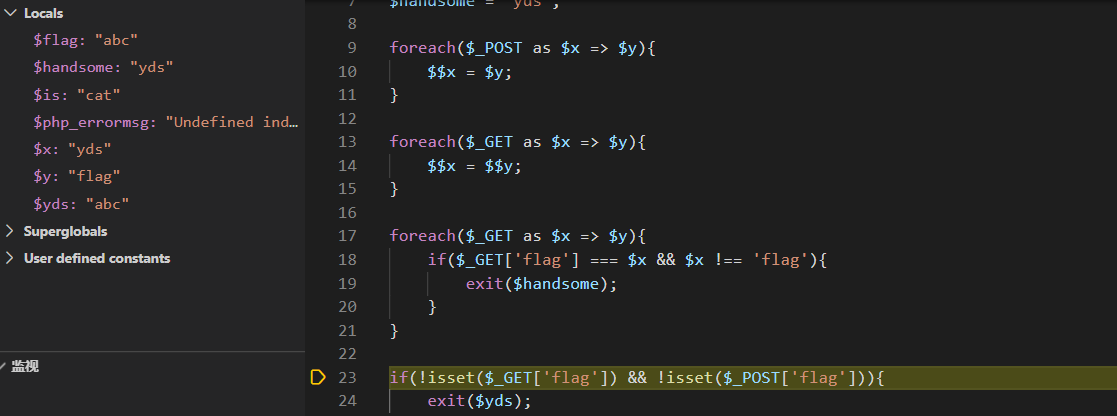 Locals
$flag: "abc"
$handsome: "yds"
$is: "cat"
$php_errormsg: "Undefined ind…
$x: "yds"
$y: "flag"
$yds: "abc"
Superglobals
User defined constants
监视
7 $handsome = 'yds';
8
9 foreach($_POST as $x => $y){
10 $$x = $y;
11 }
12
13 foreach($_GET as $x => $y){
14 $$x = $$y;
15 }
16
17 foreach($_GET as $x => $y){
18 if($_GET['flag'] === $x && $x !== 'flag'){
19 exit($handsome);
20 }
21 }
22
23 if(!isset($_GET['flag']) && !isset($_POST['flag'])){
24 exit($yds);